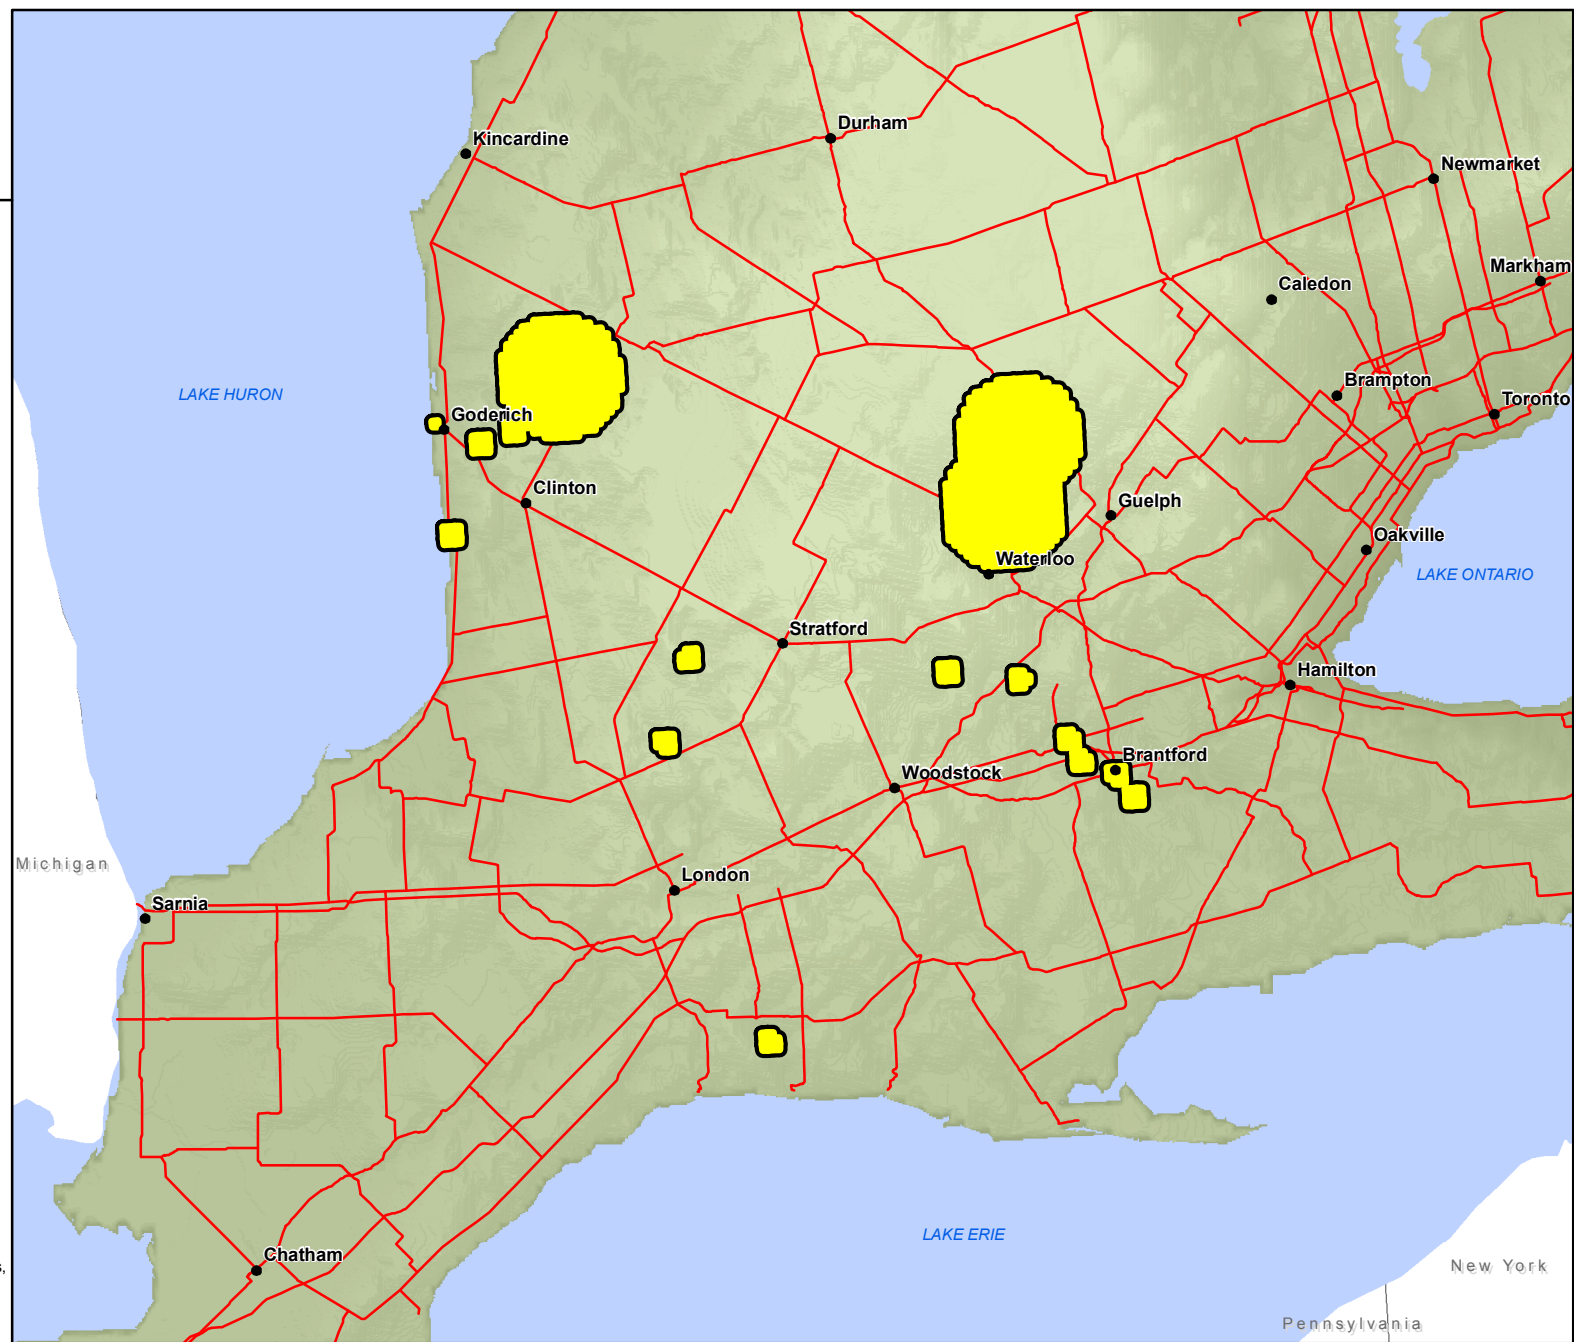 Durham
Kincardine
Newmarket
Markham
Caledon
Brampton
LAKE HURON
Toronto
Goderich
Clinton
Guelph
Oakville
Waterloo
LAKE ONTARIO
Stratford
Hamilton
Brantford
Woodstock
Michigan
London
Sarnia
LAKE ERIE
Chatham
New York
Pennsylvania